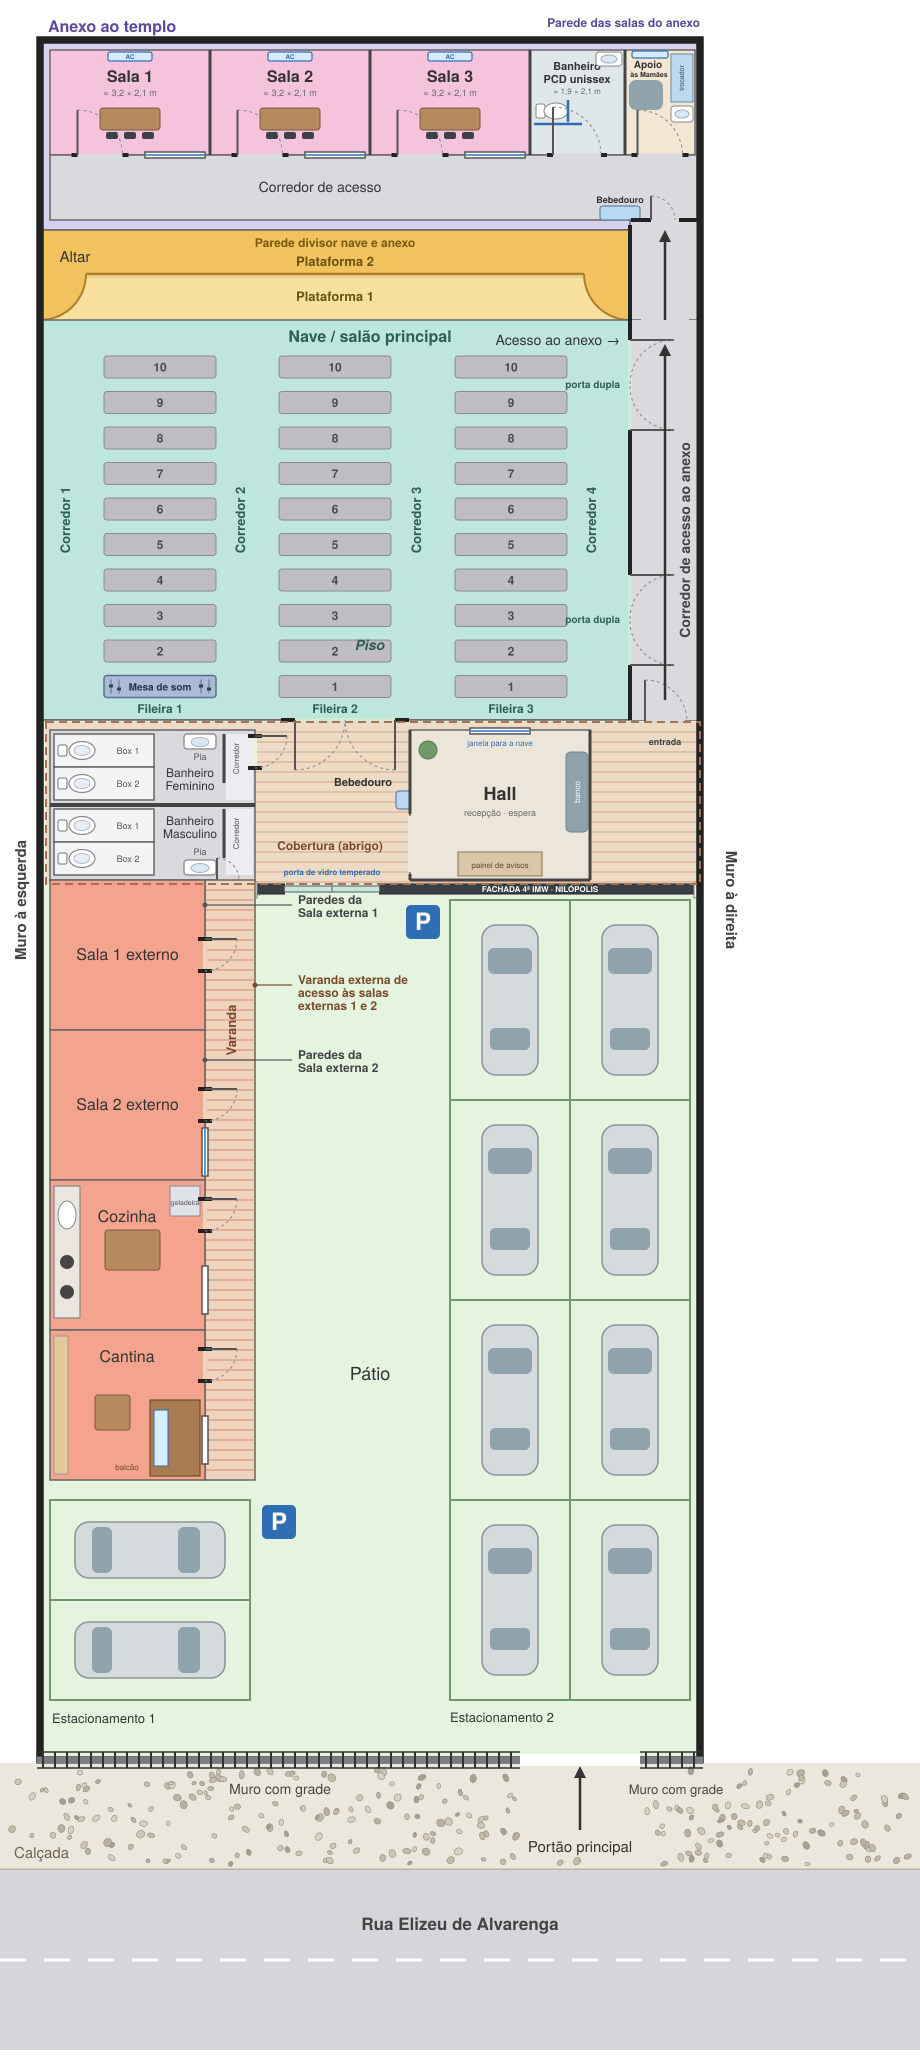 Anexo ao templo
Parede das salas do anexo
AC
AC
AC
Sala 1
≈ 3,2 × 2,1 m
Sala 2
≈ 3,2 × 2,1 m
Sala 3
≈ 3,2 × 2,1 m
Banheiro
PCD unissex
≈ 1,9 × 2,1 m
Apoio
às Mamães
trocador
Corredor de acesso
Bebedouro
Parede divisor nave e anexo
Altar
Plataforma 2
Plataforma 1
Nave / salão principal
Acesso ao anexo →
10
10
10
porta dupla
9
9
9
8
8
8
7
7
7
6
6
6
Corredor 1
Corredor 2
Corredor 3
Corredor 4
Corredor de acesso ao anexo
5
5
5
4
4
4
3
3
3
porta dupla
2
2
Piso
2
Mesa de som
1
1
Fileira 1
Fileira 2
Fileira 3
entrada
janela para a nave
Box 1
Pia
Corredor
Banheiro
Feminino
Box 2
Bebedouro
Hall
recepção · espera
banco
Box 1
Banheiro
Masculino
Corredor
Pia
Box 2
Cobertura (abrigo)
painel de avisos
porta de vidro temperado
FACHADA 4ª IMW · NILÓPOLIS
Muro à esquerda
Muro à direita
Paredes da
Sala externa 1
P
Sala 1 externo
Varanda externa de
acesso às salas
externas 1 e 2
Varanda
Paredes da
Sala externa 2
Sala 2 externo
geladeira
Cozinha
Cantina
Pátio
balcão
P
Estacionamento 1
Estacionamento 2
Muro com grade
Muro com grade
Portão principal
Calçada
Rua Elizeu de Alvarenga